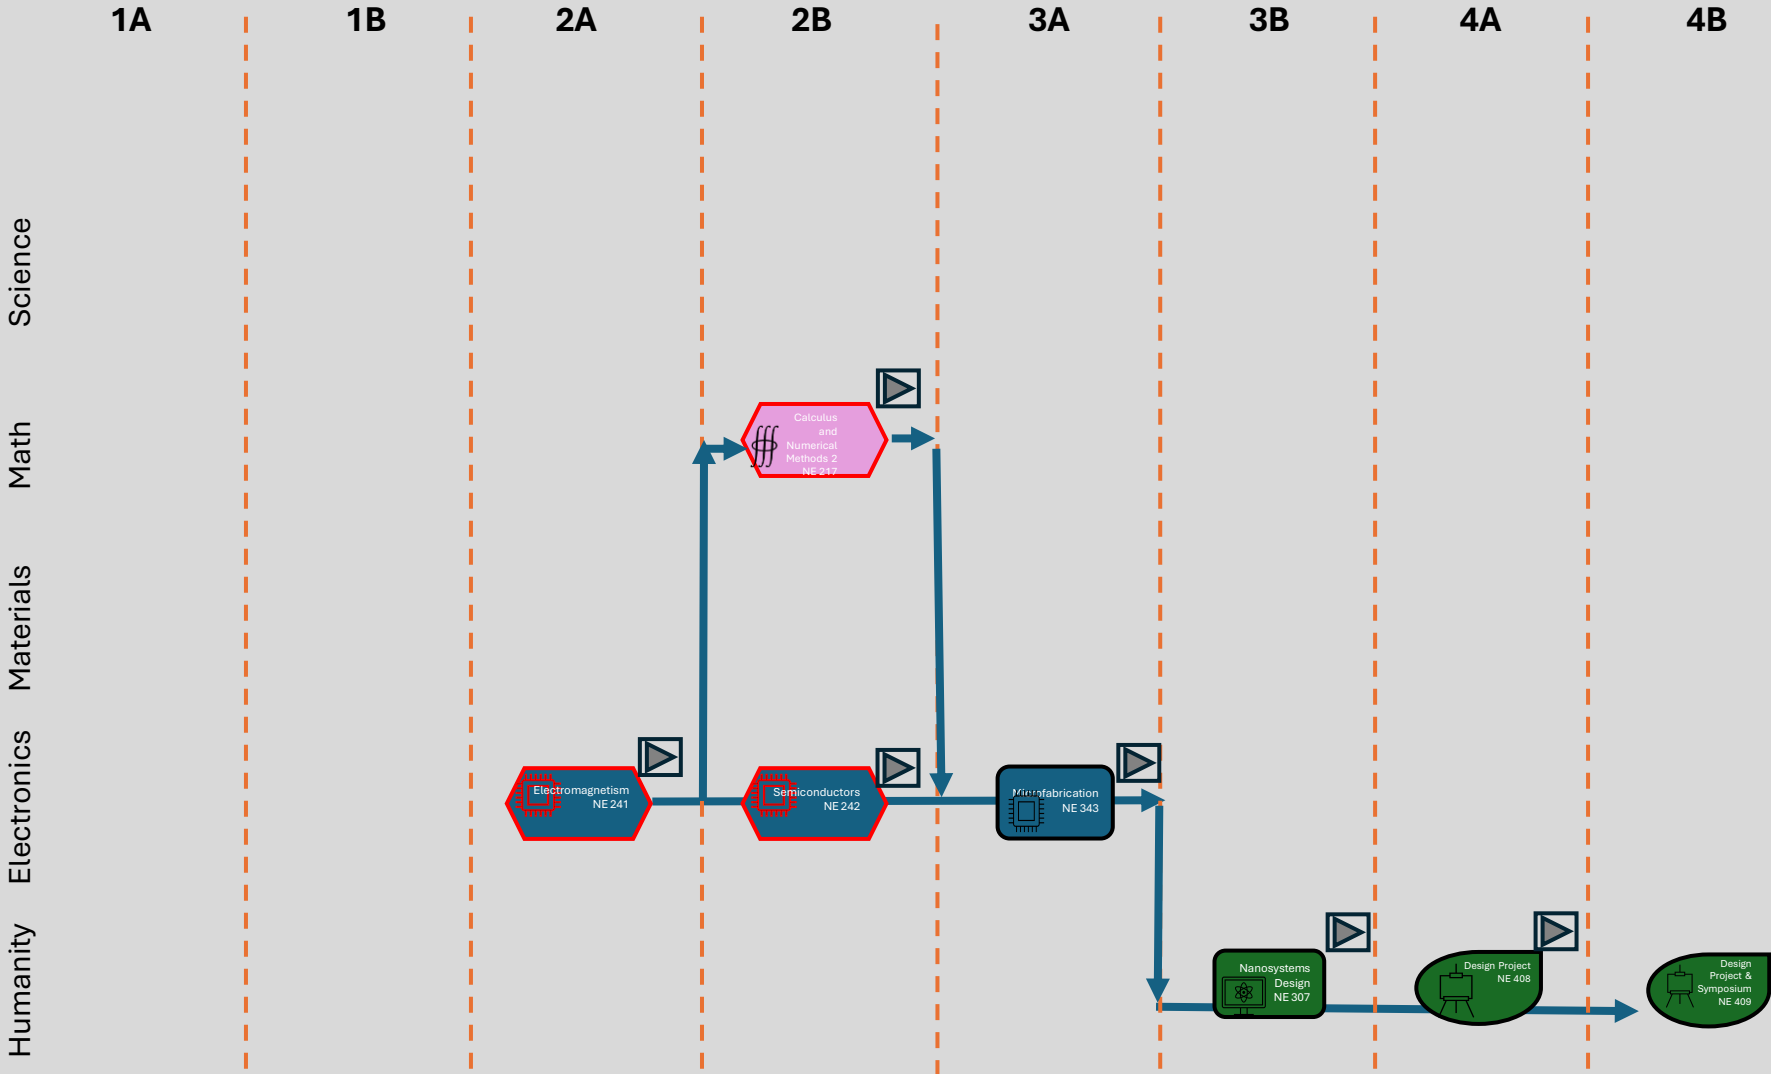 1A
1B
2A
2B
3A
3B
4A
4B
Science
Math
Materials
Electronics
Humanity
Calculus
and
Numerical
Methods 2
NE 217
Electromagnetism
NE 241
Semiconductors
NE 242
Microfabrication
NE 343
Nanosystems
Design
NE 307
Design Project
NE 408
Design
Project &
Symposium
NE 409